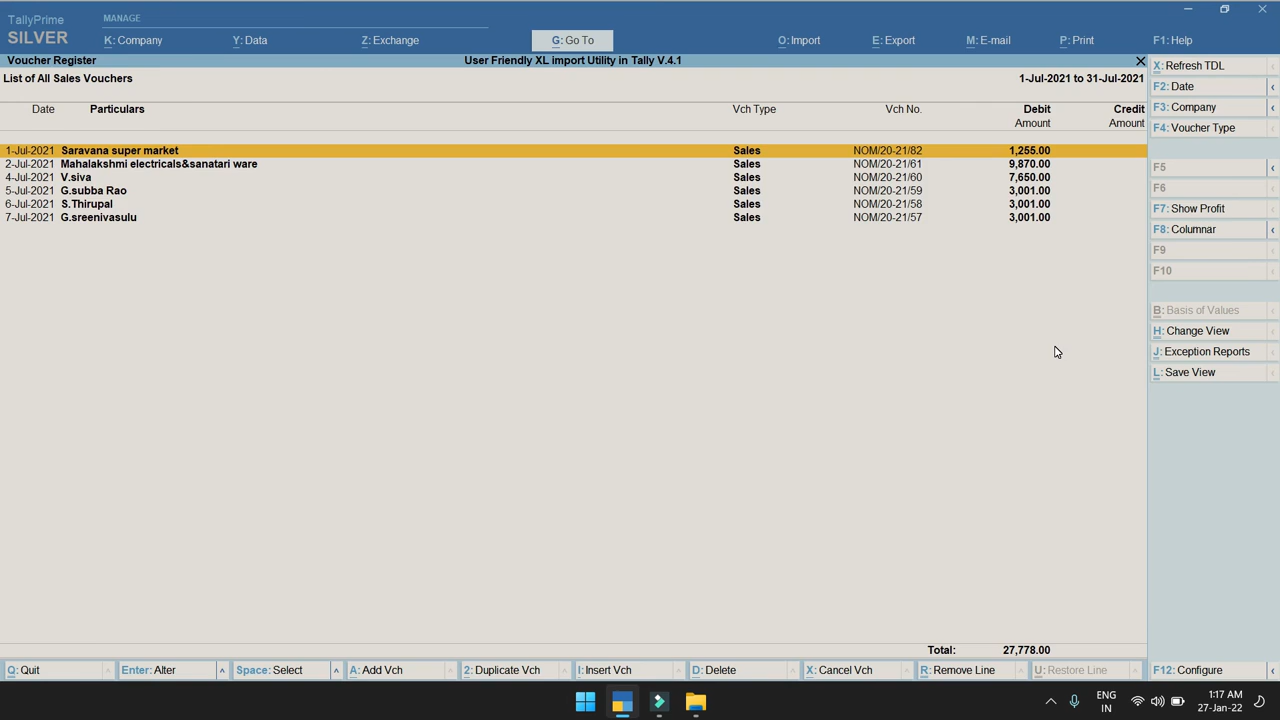 TallyPrime
SILVER
MANAGE
K: Company
Y: Data
Z: Exchange
G: Go To
O: Import
E: Export
M: E-mail
P: Print
F1: Help
Voucher Register
User Friendly XL import Utility in Tally V.4.1
List of All Sales Vouchers
1-Jul-2021 to 31-Jul-2021
Date Particulars Vch Type Vch No. Debit Credit
Amount Amount
1-Jul-2021 Saravana super market Sales NOM/20-21/82 1,255.00
2-Jul-2021 Mahalakshmi electricals&sanatari ware Sales NOM/20-21/61 9,870.00
4-Jul-2021 V.siva Sales NOM/20-21/60 7,650.00
5-Jul-2021 G.subba Rao Sales NOM/20-21/59 3,001.00
6-Jul-2021 S.Thirupal Sales NOM/20-21/58 3,001.00
7-Jul-2021 G.sreenivasulu Sales NOM/20-21/57 3,001.00
Total: 27,778.00
X: Refresh TDL
F2: Date
F3: Company
F4: Voucher Type
F5
F6
F7: Show Profit
F8: Columnar
F9
F10
B: Basis of Values
H: Change View
J: Exception Reports
L: Save View
Q: Quit
Enter: Alter
Space: Select
A: Add Vch
2: Duplicate Vch
I: Insert Vch
D: Delete
X: Cancel Vch
R: Remove Line
U: Restore Line
F12: Configure
ENG
IN
1:17 AM
27-Jan-22